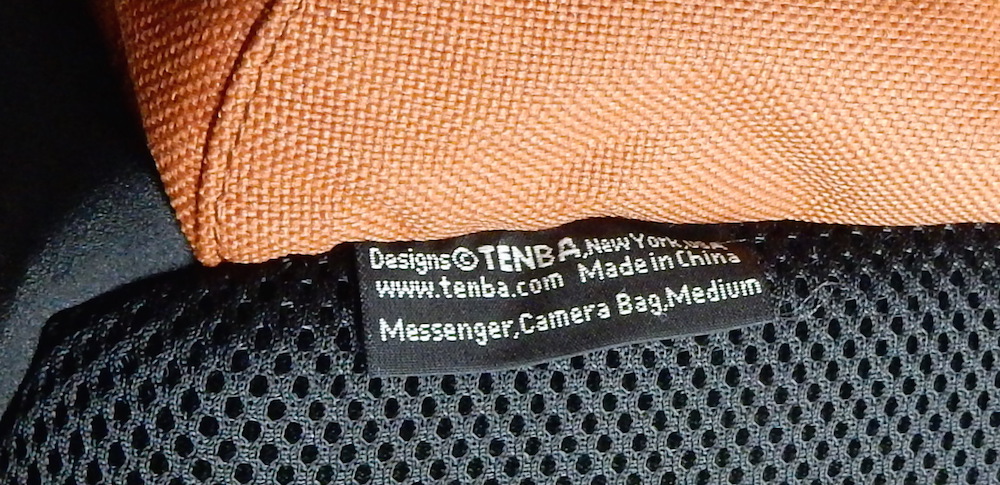 Designs©TENBA, New York, USA
www.tenba.com Made in China
Messenger, Camera Bag, Medium